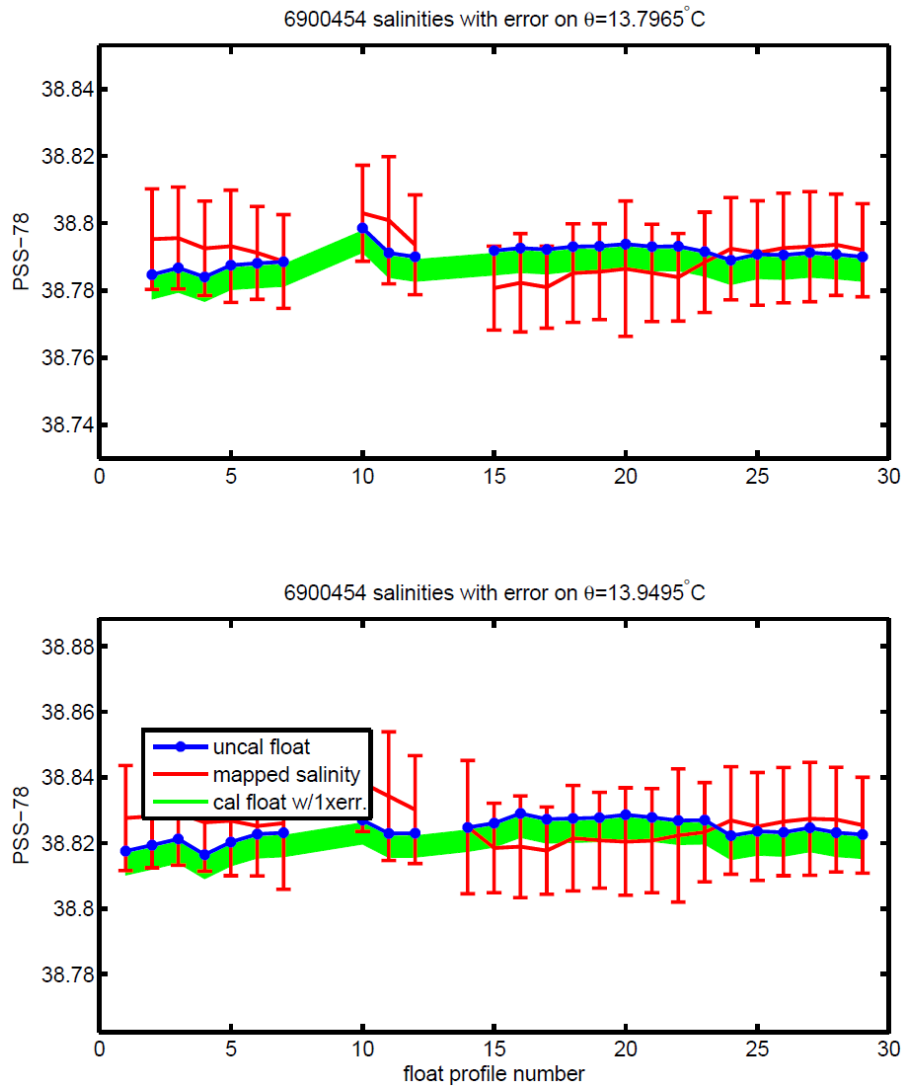 6900454 salinities with error on θ=13.7965°C
PSS−78
38.84
38.82
38.8
38.78
38.76
38.74
0 5 10 15 20 25 30
6900454 salinities with error on θ=13.9495°C
PSS−78
38.88
38.86
38.84
38.82
38.8
38.78
uncal float
mapped salinity
cal float w/1xerr.
0 5 10 15 20 25 30
float profile number